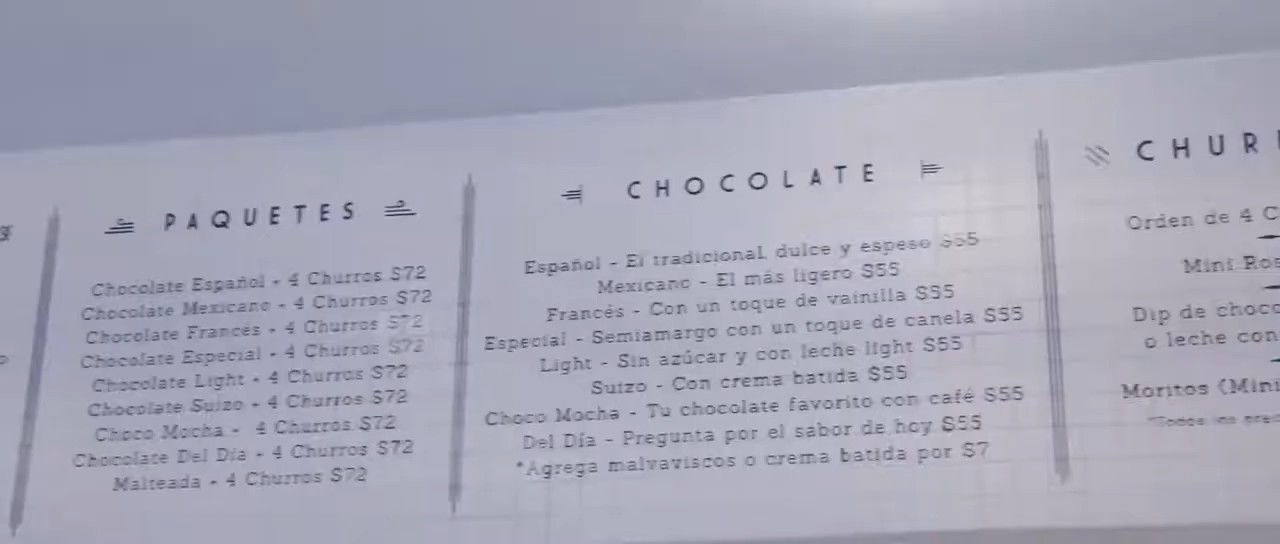 PAQUETES
Chocolate Español - 4 Churros $72
Chocolate Mexicano - 4 Churros $72
Chocolate Francés - 4 Churros $72
Chocolate Especial - 4 Churros $72
Chocolate Light - 4 Churros $72
Chocolate Suizo - 4 Churros $72
Choco Mocha - 4 Churros $72
Chocolate Del Día - 4 Churros $72
Malteada - 4 Churros $72
CHOCOLATE
Español - El tradicional, dulce y espeso $55
Mexicano - El más ligero $55
Francés - Con un toque de vainilla $55
Especial - Semiamargo con un toque de canela $55
Light - Sin azúcar y con leche light $55
Suizo - Con crema batida $55
Choco Mocha - Tu chocolate favorito con café $55
Del Día - Pregunta por el sabor de hoy $55
*Agrega malvaviscos o crema batida por $7
CHUR
Orden de 4 C
Mini Ros
Dip de choco
o leche con
Moritos (Mini